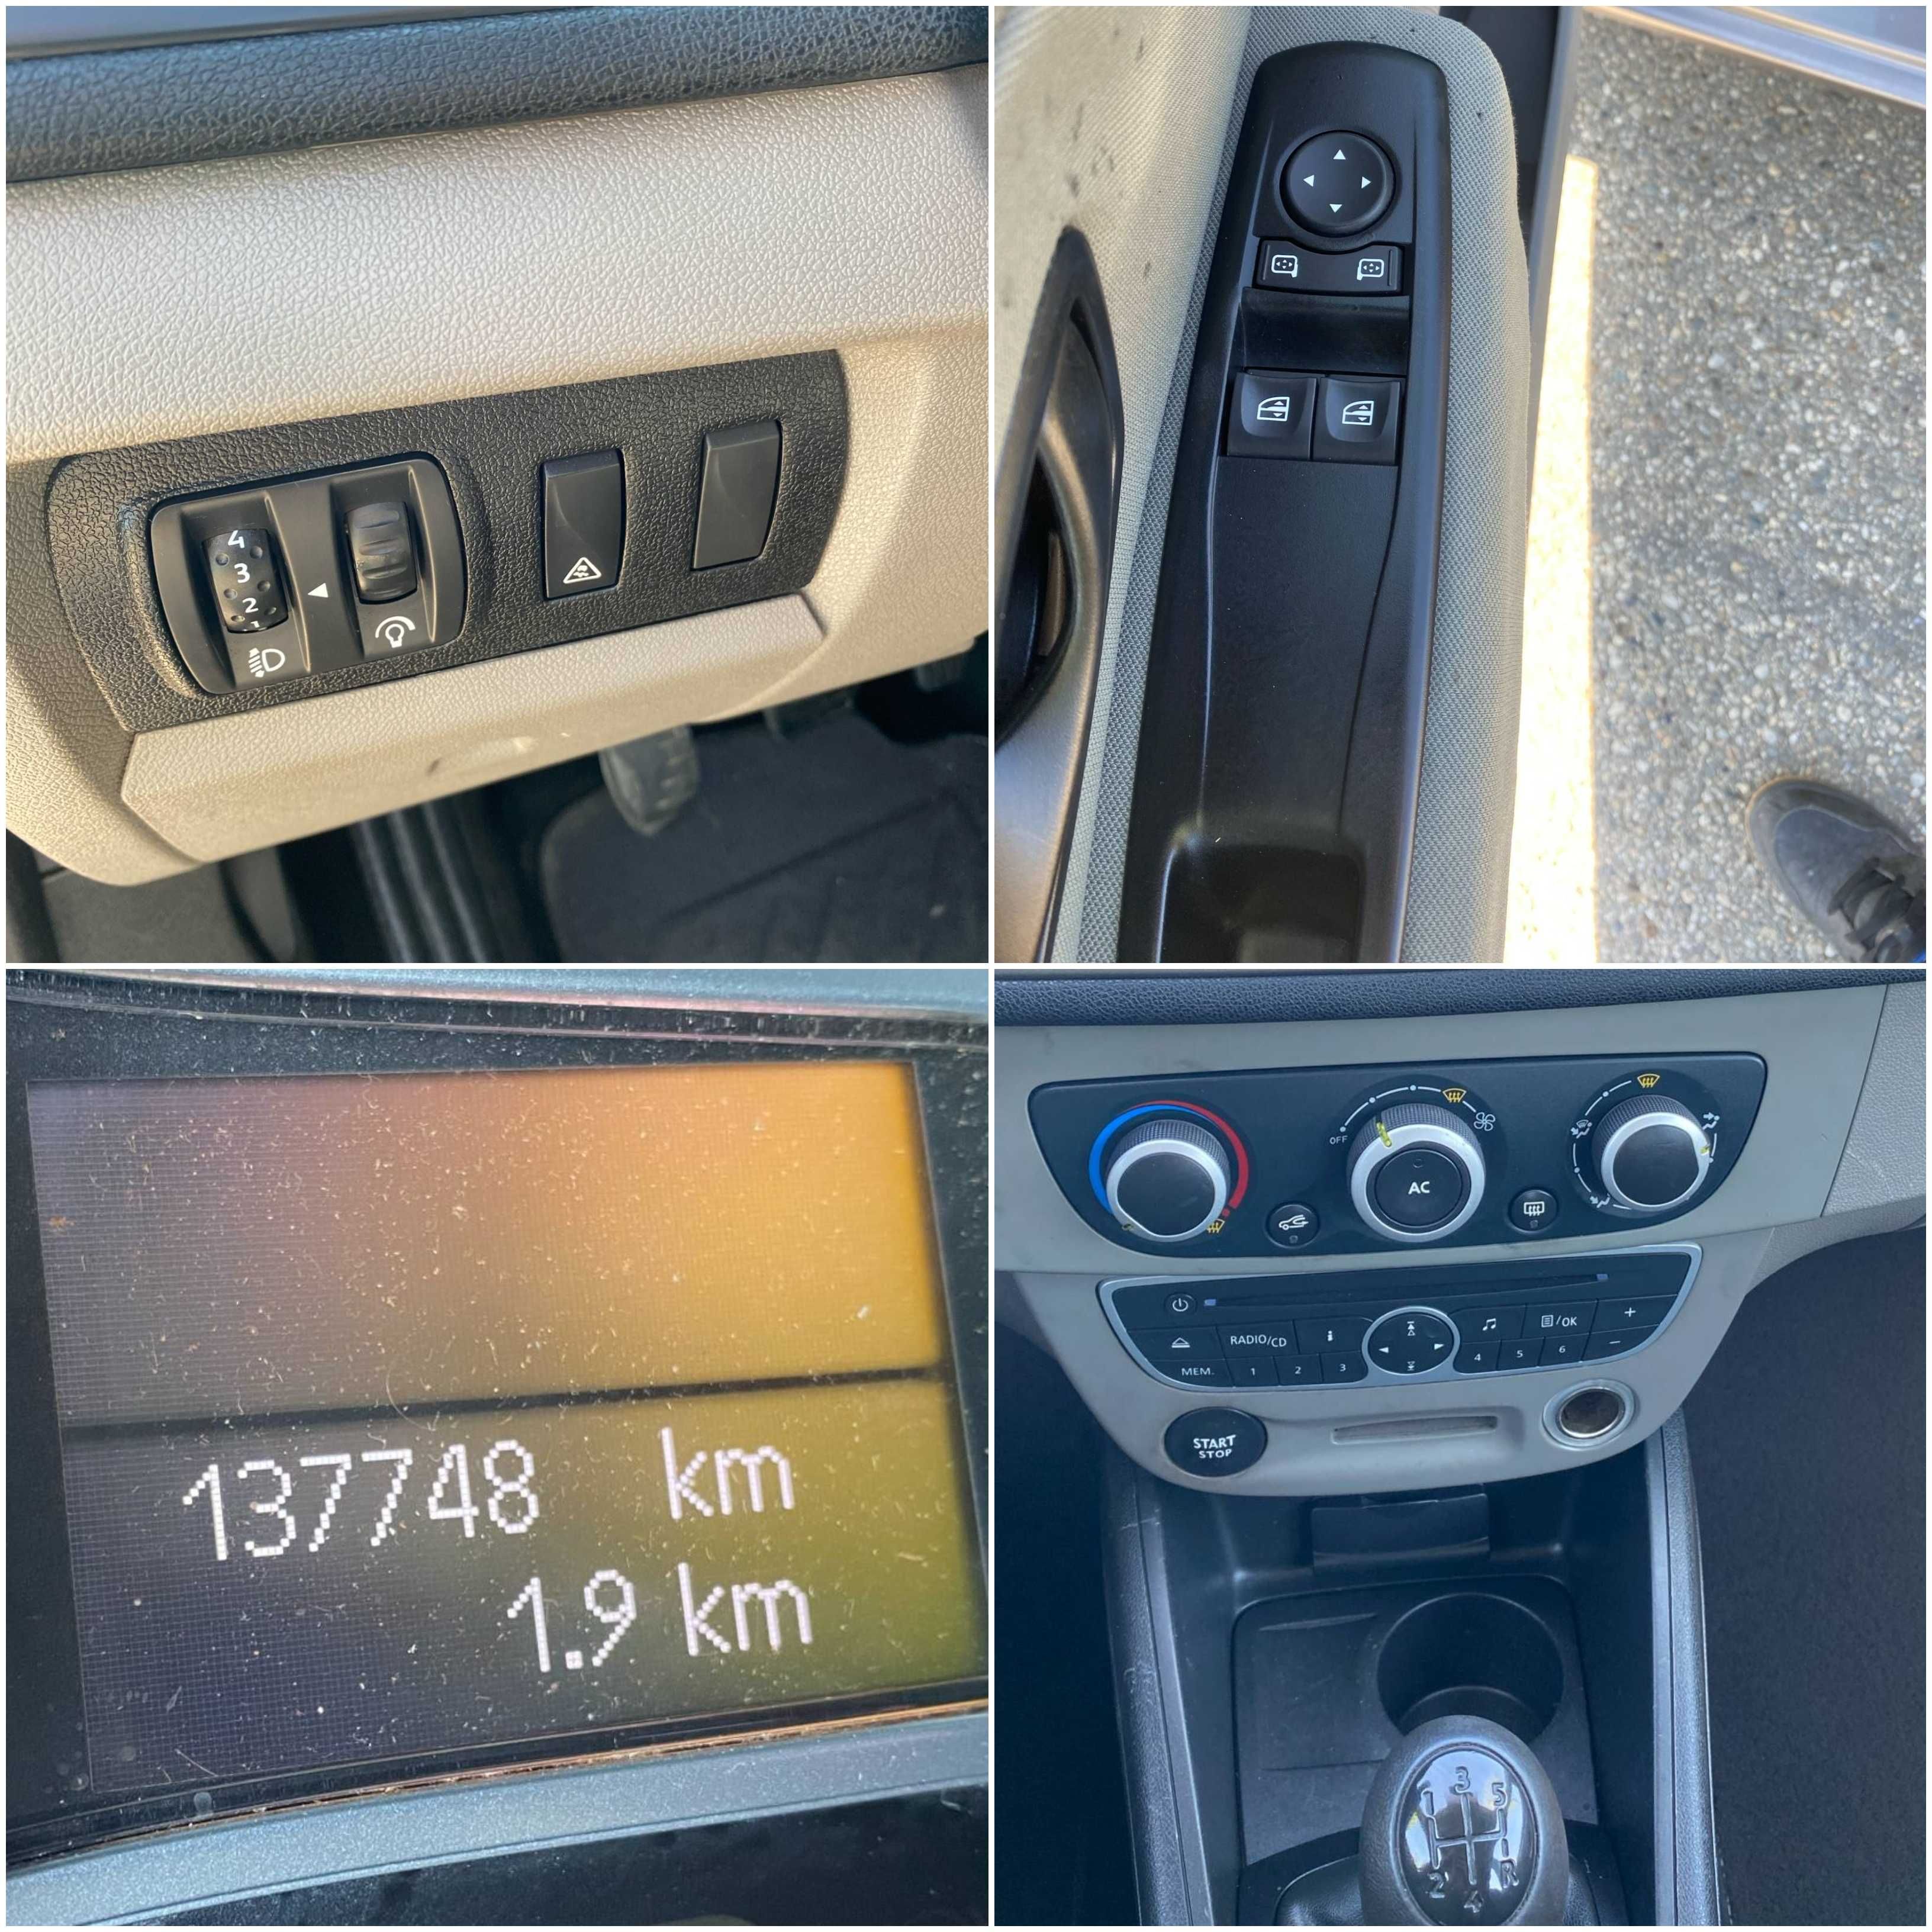 4
3
2
1
137748 km
1.9 km
OFF
AC
RADIO/CD
i
/OK
+
MEM.
1
2
3
4
5
6
-
START
STOP
1 3 5
2 4 R